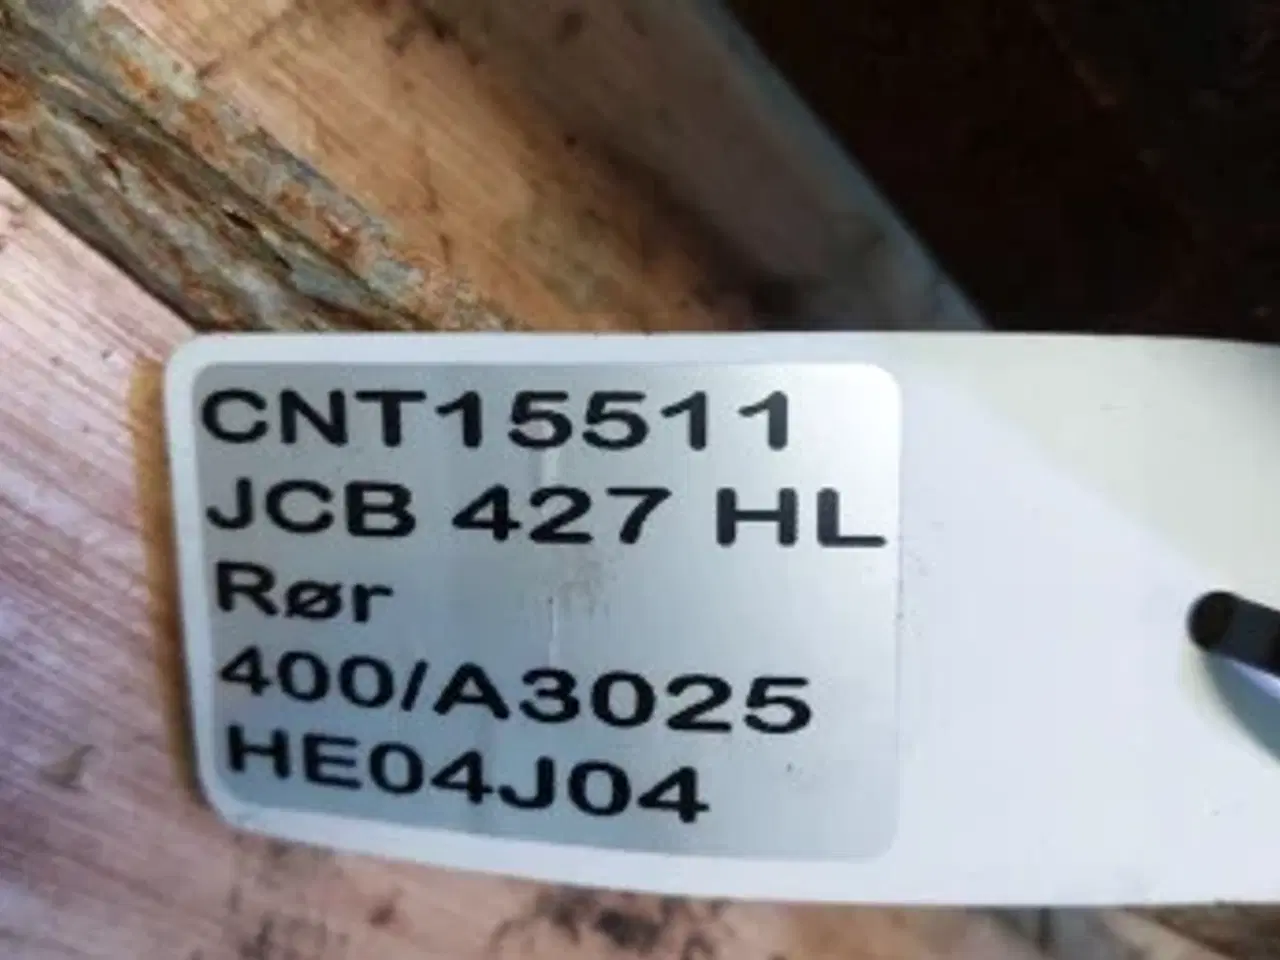 CNT15511
JCB 427 HL
Rør
400/A3025
HE04J04